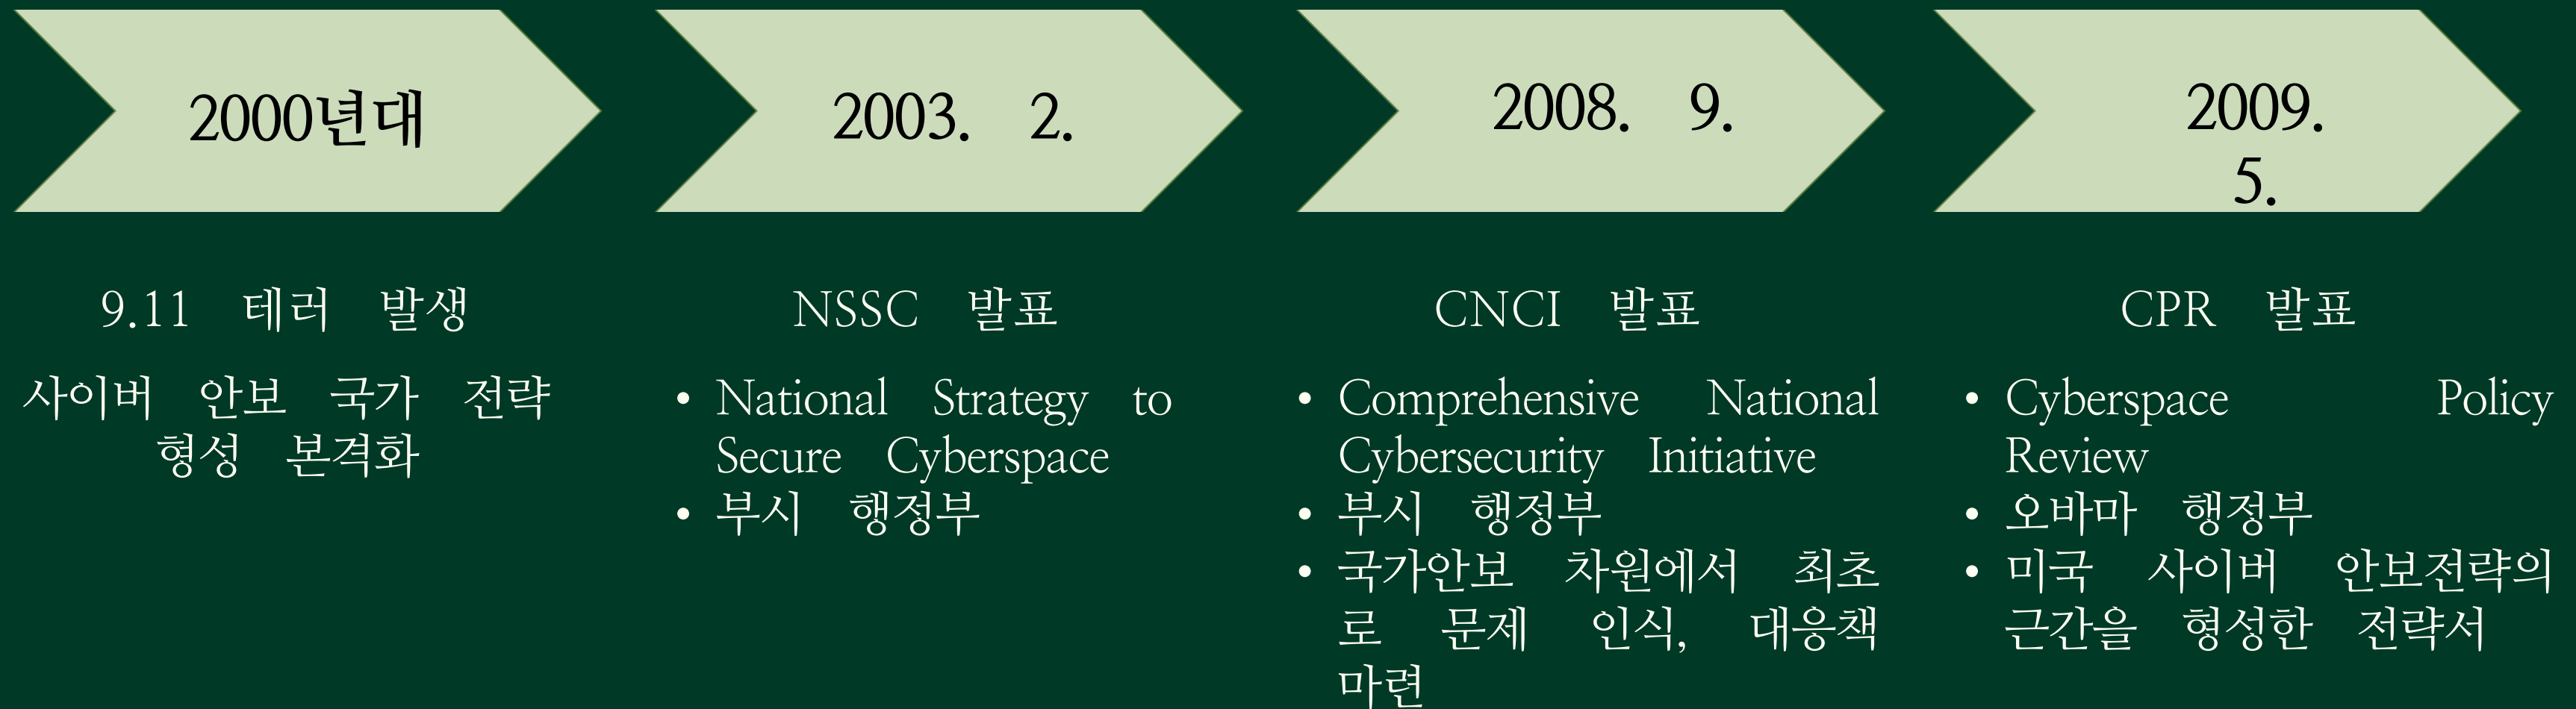 2000년대
9.11 테러 발생
사이버 안보 국가 전략
형성 본격화
2003. 2.
NSSC 발표
• National Strategy to
Secure Cyberspace
• 부시 행정부
2008. 9.
CNCI 발표
• Comprehensive National
Cybersecurity Initiative
• 부시 행정부
• 국가안보 차원에서 최초
로 문제 인식, 대응책
마련
2009.
5.
CPR 발표
• Cyberspace Policy
Review
• 오바마 행정부
• 미국 사이버 안보전략의
근간을 형성한 전략서